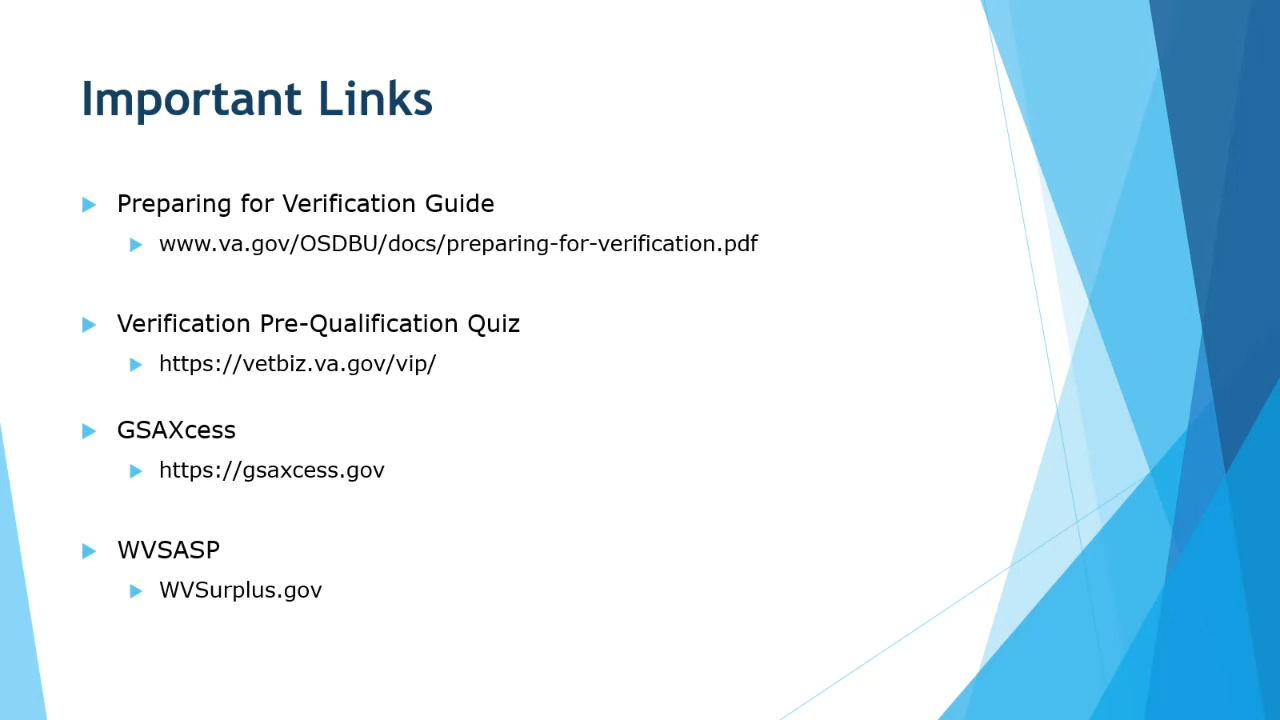 Important Links
Preparing for Verification Guide
www.va.gov/OSDBU/docs/preparing-for-verification.pdf
Verification Pre-Qualification Quiz
https://vetbiz.va.gov/vip/
GSAXcess
https://gsaxcess.gov
WVSASP
WVSurplus.gov